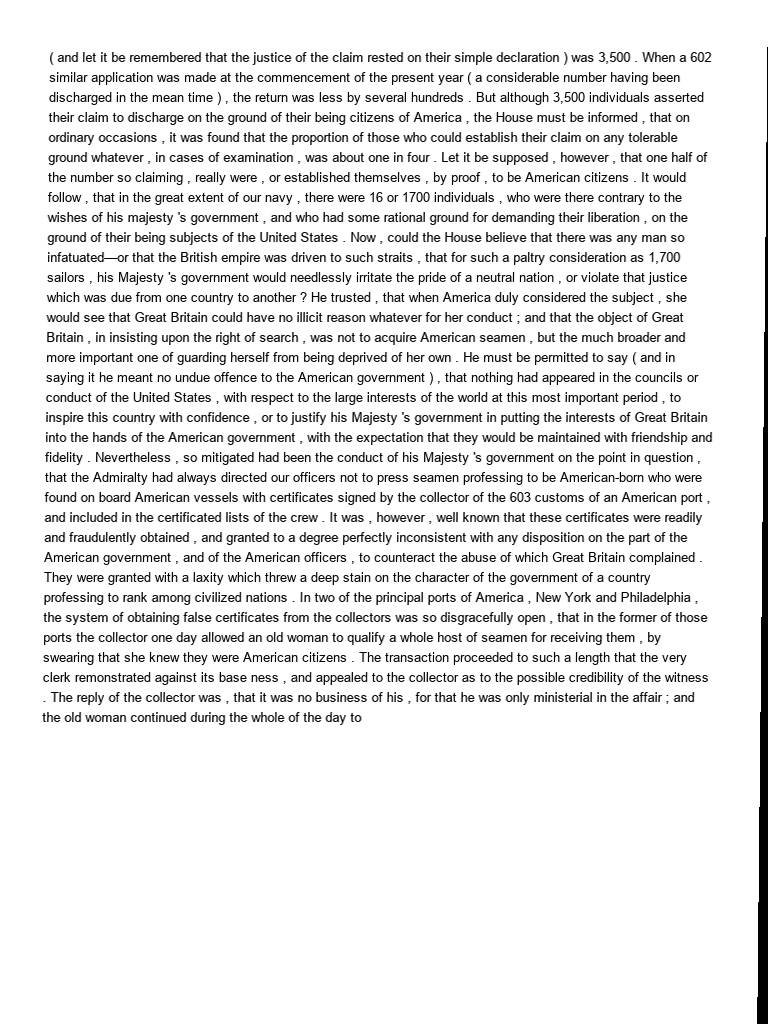 ( and let it be remembered that the justice of the claim rested on their simple declaration ) was 3,500 . When a 602
similar application was made at the commencement of the present year ( a considerable number having been
discharged in the mean time ) , the return was less by several hundreds . But although 3,500 individuals asserted
their claim to discharge on the ground of their being citizens of America , the House must be informed , that on
ordinary occasions , it was found that the proportion of those who could establish their claim on any tolerable
ground whatever , in cases of examination , was about one in four . Let it be supposed , however , that one half of
the number so claiming , really were , or established themselves , by proof , to be American citizens . It would
follow , that in the great extent of our navy , there were 16 or 1700 individuals , who were there contrary to the
wishes of his majesty 's government , and who had some rational ground for demanding their liberation , on the
ground of their being subjects of the United States . Now , could the House believe that there was any man so
infatuated—or that the British empire was driven to such straits , that for such a paltry consideration as 1,700
sailors , his Majesty 's government would needlessly irritate the pride of a neutral nation , or violate that justice
which was due from one country to another ? He trusted , that when America duly considered the subject , she
would see that Great Britain could have no illicit reason whatever for her conduct ; and that the object of Great
Britain , in insisting upon the right of search , was not to acquire American seamen , but the much broader and
more important one of guarding herself from being deprived of her own . He must be permitted to say ( and in
saying it he meant no undue offence to the American government ) , that nothing had appeared in the councils or
conduct of the United States , with respect to the large interests of the world at this most important period , to
inspire this country with confidence , or to justify his Majesty 's government in putting the interests of Great Britain
into the hands of the American government , with the expectation that they would be maintained with friendship and
fidelity . Nevertheless , so mitigated had been the conduct of his Majesty 's government on the point in question ,
that the Admiralty had always directed our officers not to press seamen professing to be American-born who were
found on board American vessels with certificates signed by the collector of the 603 customs of an American port ,
and included in the certificated lists of the crew . It was , however , well known that these certificates were readily
and fraudulently obtained , and granted to a degree perfectly inconsistent with any disposition on the part of the
American government , and of the American officers , to counteract the abuse of which Great Britain complained .
They were granted with a laxity which threw a deep stain on the character of the government of a country
professing to rank among civilized nations . In two of the principal ports of America , New York and Philadelphia ,
the system of obtaining false certificates from the collectors was so disgracefully open , that in the former of those
ports the collector one day allowed an old woman to qualify a whole host of seamen for receiving them , by
swearing that she knew they were American citizens . The transaction proceeded to such a length that the very
clerk remonstrated against its base ness , and appealed to the collector as to the possible credibility of the witness
. The reply of the collector was , that it was no business of his , for that he was only ministerial in the affair ; and
the old woman continued during the whole of the day to